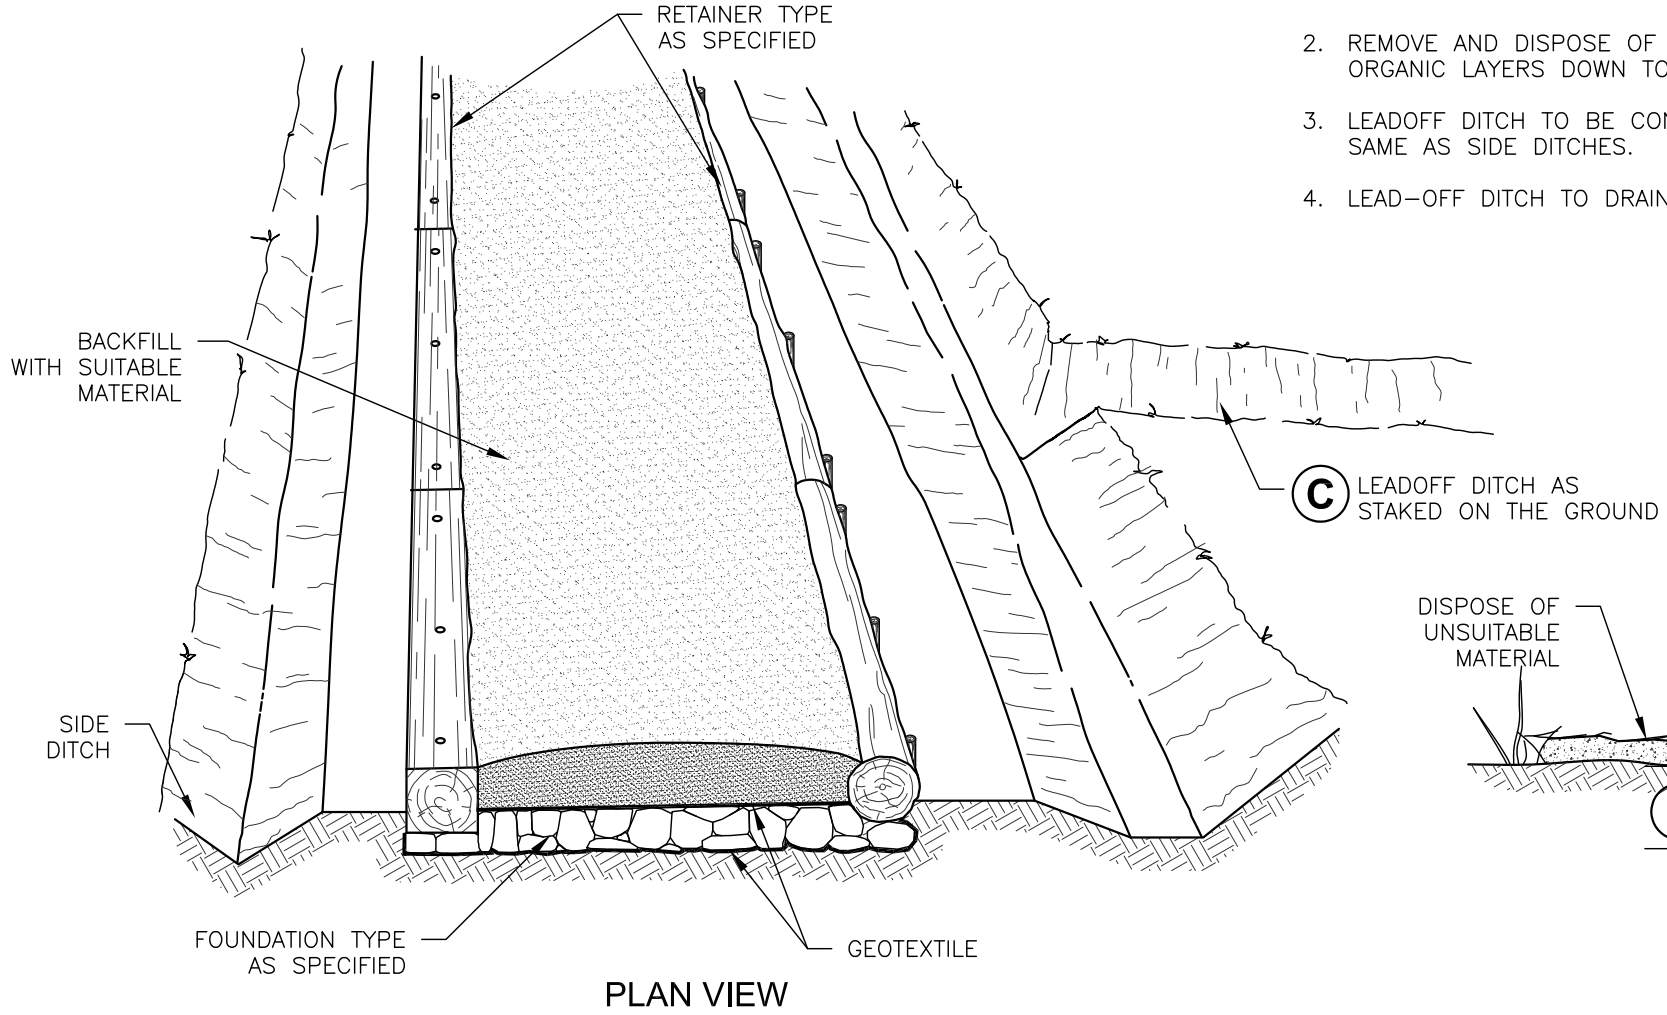 RETAINER TYPE
AS SPECIFIED
2. REMOVE AND DISPOSE OF
ORGANIC LAYERS DOWN TO
3. LEADOFF DITCH TO BE CON
SAME AS SIDE DITCHES.
4. LEAD-OFF DITCH TO DRAIN
BACKFILL
WITH SUITABLE
MATERIAL
C
LEADOFF DITCH AS
STAKED ON THE GROUND
DISPOSE OF
UNSUITABLE
MATERIAL
SIDE
DITCH
FOUNDATION TYPE
AS SPECIFIED
GEOTEXTILE
PLAN VIEW